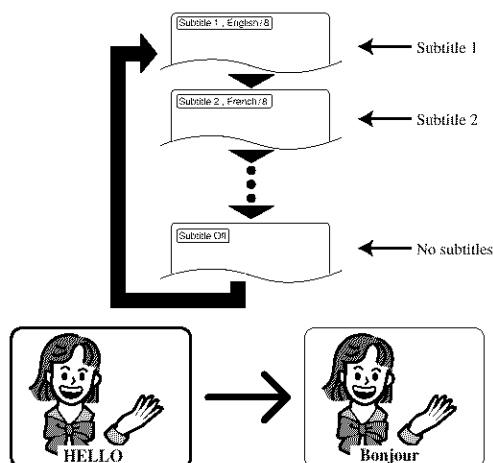 Subtitle 1 , English/8
Subtitle 1
Subtitle 2 , French/8
Subtitle 2
Subtitle Off
No subtitles
HELLO
Bonjour